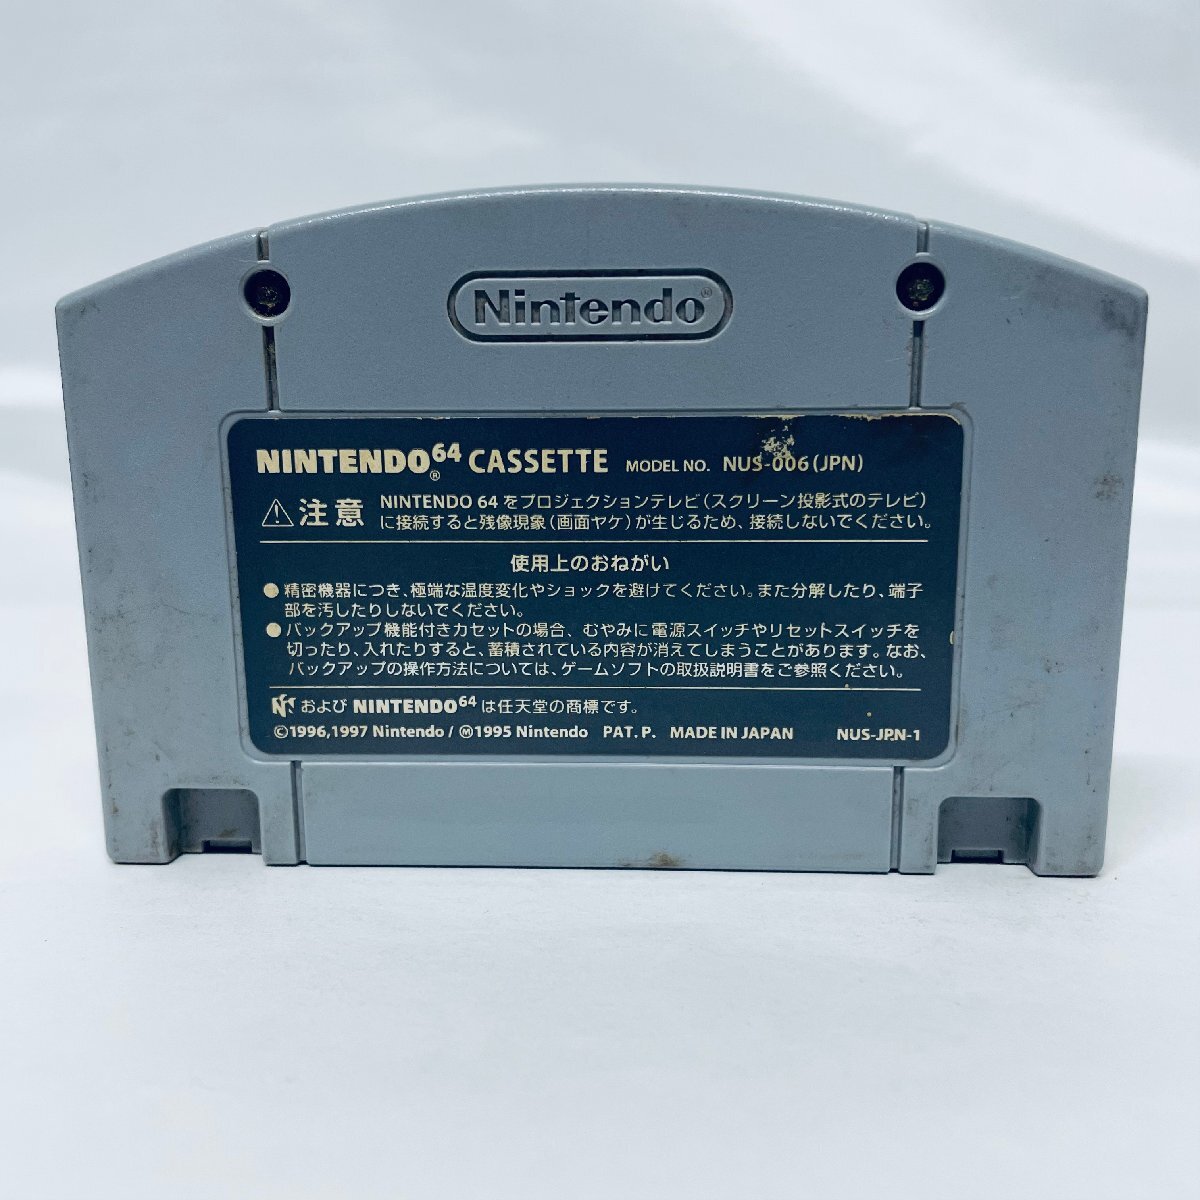 Nintendo®
NINTENDO64® CASSETTE MODEL NO. NUS-006(JPN)
⚠注意 NINTENDO 64をプロジェクションテレビ(スクリーン投影式のテレビ)
に接続すると残像現象(画面ヤケ)が生じるため、接続しないでください。
使用上のおねがい
●精密機器につき、極端な温度変化やショックを避けてください。また分解したり、端子
部を汚したりしないでください。
●バックアップ機能付きカセットの場合、むやみに電源スイッチやリセットスイッチを
切ったり、入れたりすると、蓄積されている内容が消えてしまうことがあります。なお、
バックアップの操作方法については、ゲームソフトの取扱説明書をご参照ください。
N および NINTENDO64 は任天堂の商標です。
©1996,1997 Nintendo / Ⓜ1995 Nintendo PAT. P. MADE IN JAPAN NUS-JPN-1